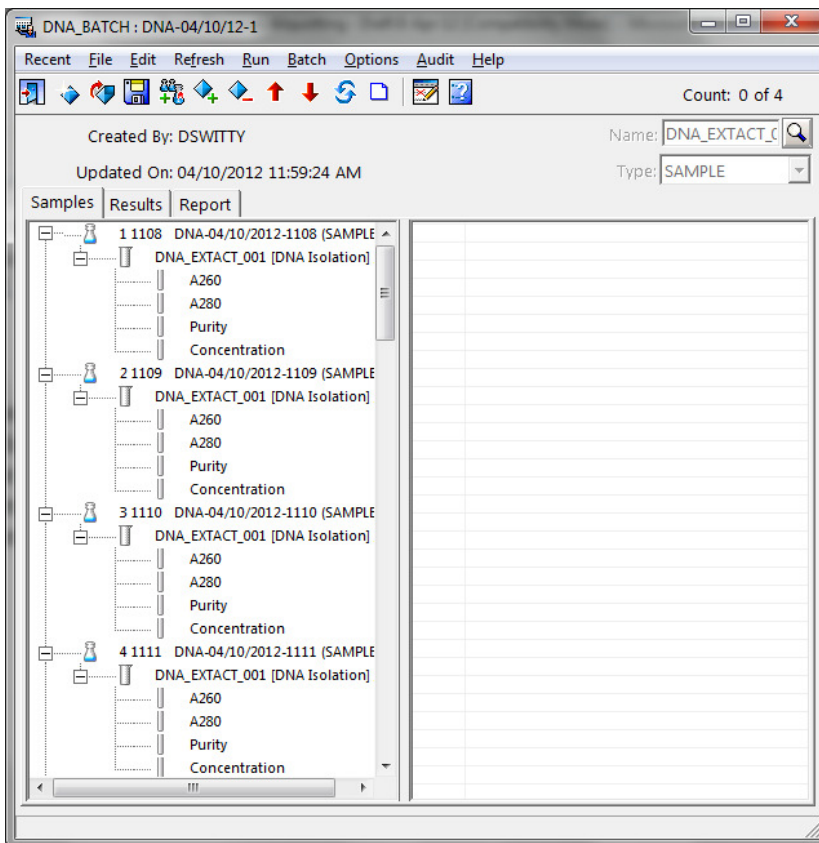 DNA_BATCH : DNA-04/10/12-1
Recent File Edit Refresh Run Batch Options Audit Help
Count: 0 of 4
Created By: DSWITTY
Name: DNA_EXTACT_0
Updated On: 04/10/2012 11:59:24 AM
Type: SAMPLE
Samples Results Report
1 1108 DNA-04/10/2012-1108 (SAMPLE
DNA_EXTACT_001 [DNA Isolation]
A260
A280
Purity
Concentration
2 1109 DNA-04/10/2012-1109 (SAMPLE
DNA_EXTACT_001 [DNA Isolation]
A260
A280
Purity
Concentration
3 1110 DNA-04/10/2012-1110 (SAMPLE
DNA_EXTACT_001 [DNA Isolation]
A260
A280
Purity
Concentration
4 1111 DNA-04/10/2012-1111 (SAMPLE
DNA_EXTACT_001 [DNA Isolation]
A260
A280
Purity
Concentration